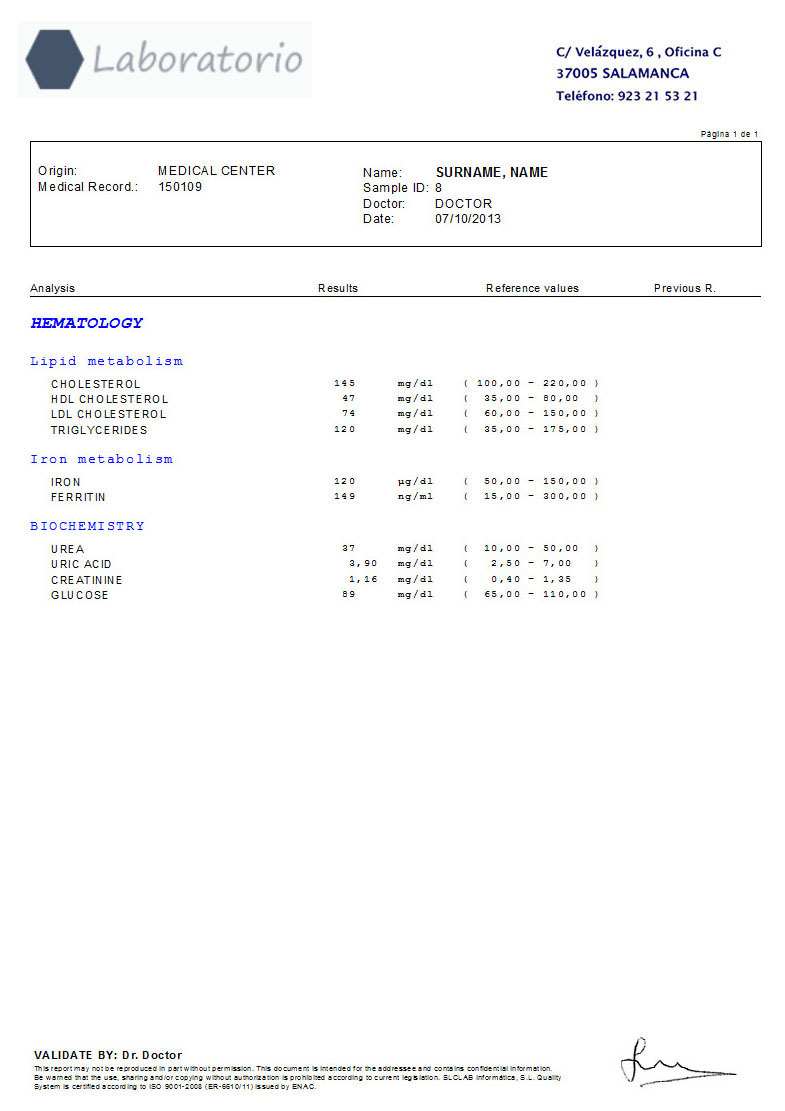 Laboratorio
C/ Velázquez, 6 , Oficina C
37005 SALAMANCA
Teléfono: 923 21 53 21
Página 1 de 1
Origin: MEDICAL CENTER
Medical Record.: 150109
Name: SURNAME, NAME
Sample ID: 8
Doctor: DOCTOR
Date: 07/10/2013
Analysis Results Reference values Previous R.
HEMATOLOGY
Lipid metabolism
CHOLESTEROL 145 mg/dl ( 100,00 - 220,00 )
HDL CHOLESTEROL 47 mg/dl ( 35,00 - 80,00 )
LDL CHOLESTEROL 74 mg/dl ( 60,00 - 150,00 )
TRIGLYCERIDES 120 mg/dl ( 35,00 - 175,00 )
Iron metabolism
IRON 120 µg/dl ( 50,00 - 150,00 )
FERRITIN 149 ng/ml ( 15,00 - 300,00 )
BIOCHEMISTRY
UREA 37 mg/dl ( 10,00 - 50,00 )
URIC ACID 3,90 mg/dl ( 2,50 - 7,00 )
CREATININE 1,16 mg/dl ( 0,40 - 1,35 )
GLUCOSE 89 mg/dl ( 65,00 - 110,00 )
VALIDATE BY: Dr. Doctor
This report may not be reproduced in part without permission. This document is intended for the addressee and contains confidential information.
Be warned that the use, sharing and/or copying without authorization is prohibited according to current legislation. SLCLAB Informática, S.L. Quality
System is certified according to ISO 9001-2008 (ER-6610/11) issued by ENAC.